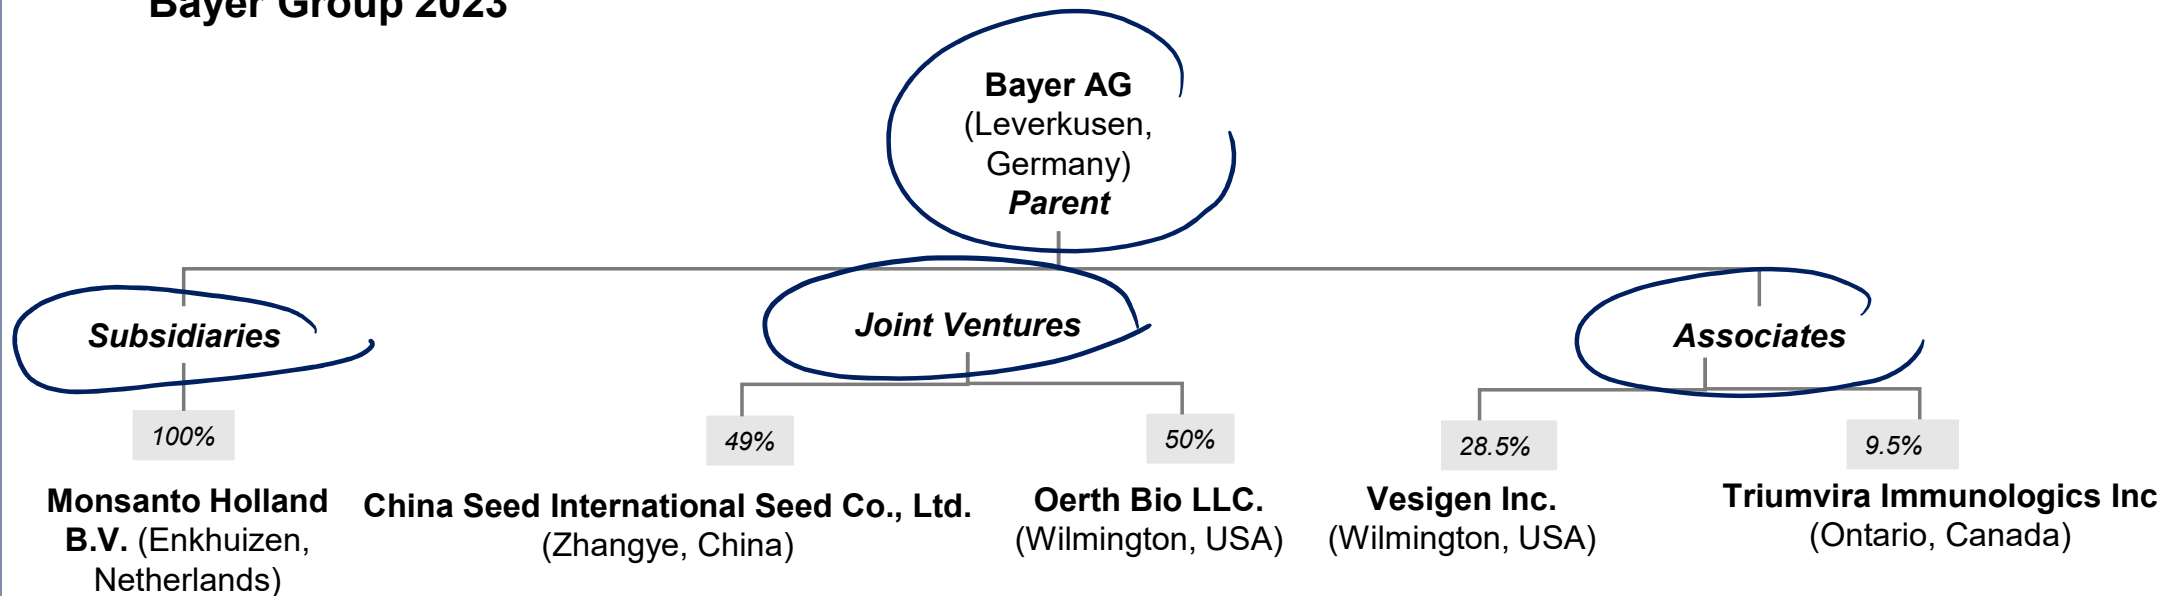 Bayer Group 2023
Bayer AG
(Leverkusen,
Germany)
Parent
Subsidiaries
Joint Ventures
Associates
100%
49%
50%
28.5%
9.5%
Monsanto Holland
B.V. (Enkhuizen,
Netherlands)
China Seed International Seed Co., Ltd.
(Zhangye, China)
Oerth Bio LLC.
(Wilmington, USA)
Vesigen Inc.
(Wilmington, USA)
Triumvira Immunologics Inc
(Ontario, Canada)